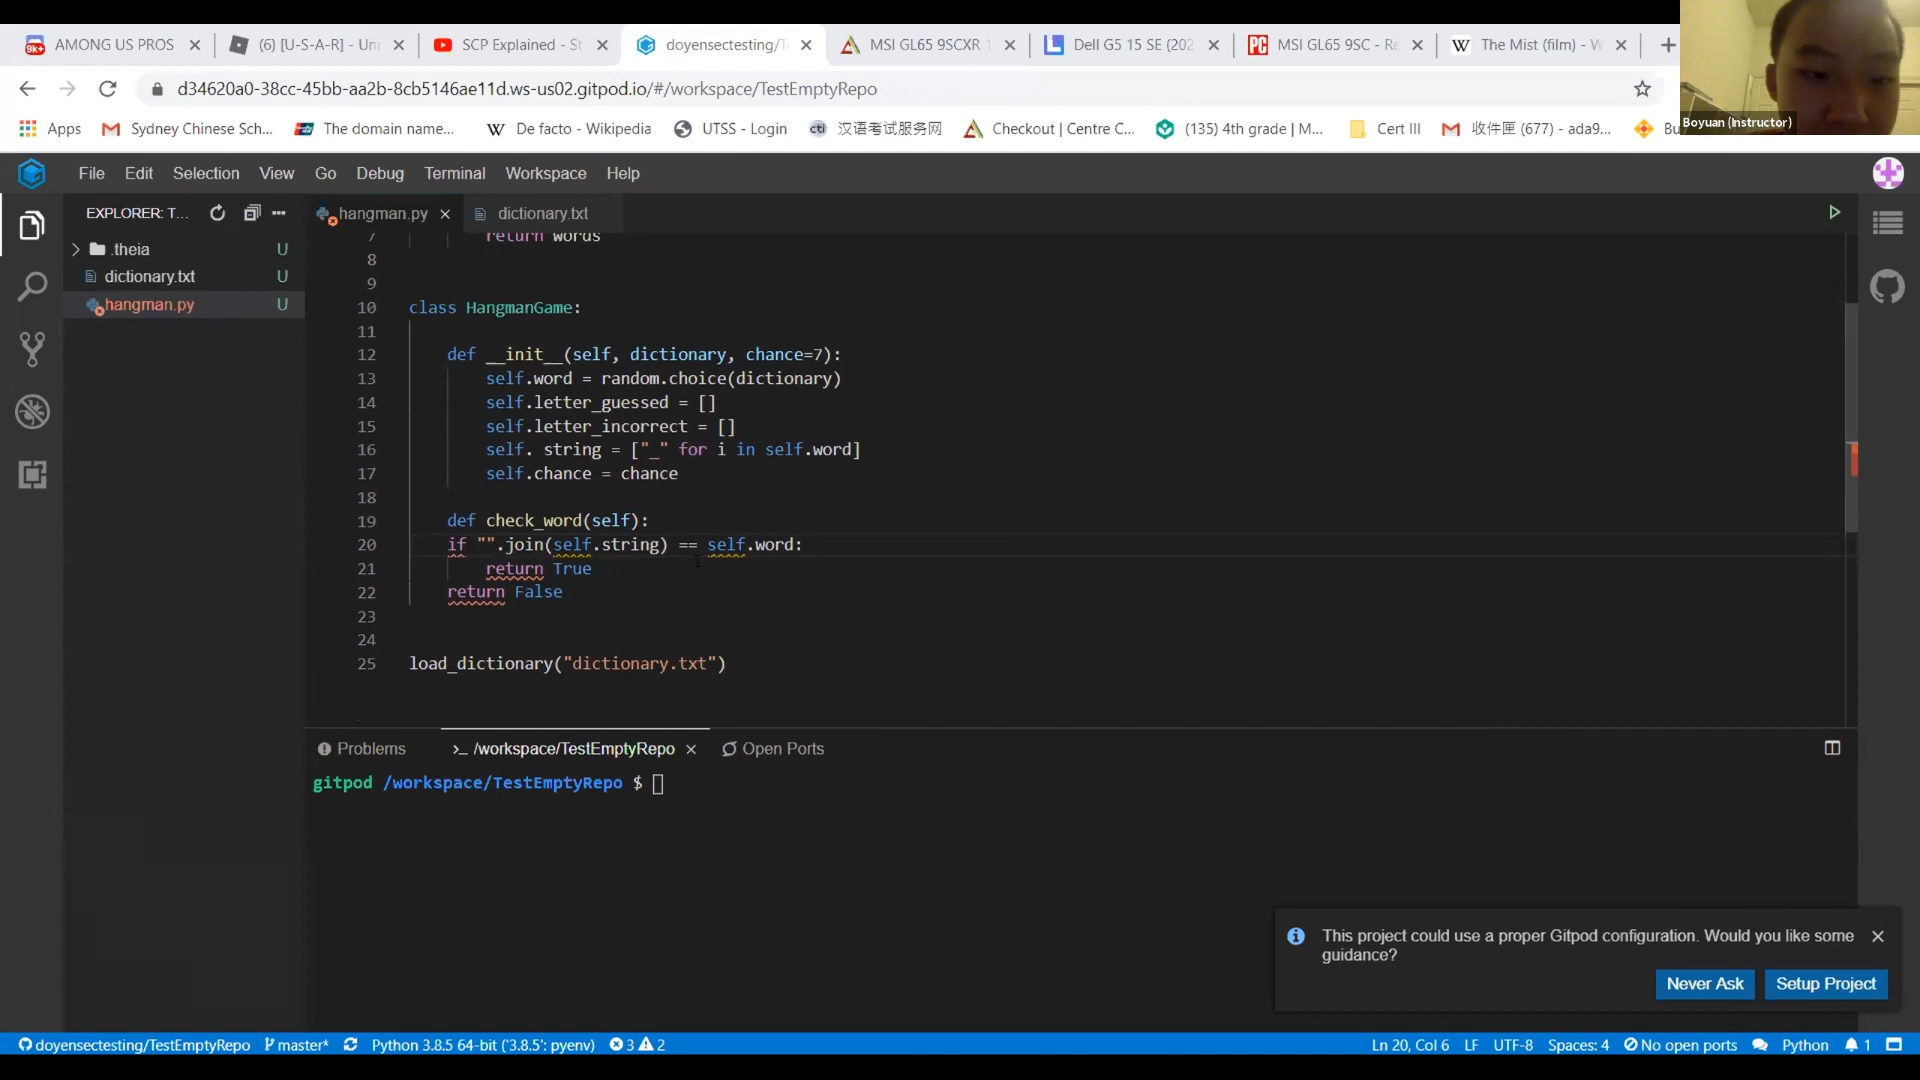 AMONG US PROS
(6) [U-S-A-R] - Un
SCP Explained - St
doyensectesting/T
MSI GL65 9SCXR 1
Dell G5 15 SE (202
MSI GL65 9SC - Re
The Mist (film) - W
d34620a0-38cc-45bb-aa2b-8cb5146ae11d.ws-us02.gitpod.io/#/workspace/TestEmptyRepo
Apps
Sydney Chinese Sch...
The domain name...
De facto - Wikipedia
UTSS - Login
汉语考试服务网
Checkout | Centre C...
(135) 4th grade | M...
Cert III
收件匣 (677) - ada9...
Bu
Boyuan (Instructor)
File Edit Selection View Go Debug Terminal Workspace Help
EXPLORER: T...
hangman.py
dictionary.txt
.theia U
dictionary.txt U
hangman.py U
7 return words
8
9
10 class HangmanGame:
11
12 def __init__(self, dictionary, chance=7):
13 self.word = random.choice(dictionary)
14 self.letter_guessed = []
15 self.letter_incorrect = []
16 self. string = ["_" for i in self.word]
17 self.chance = chance
18
19 def check_word(self):
20 if "".join(self.string) == self.word:
21 return True
22 return False
23
24
25 load_dictionary("dictionary.txt")
Problems
>_ /workspace/TestEmptyRepo
Open Ports
gitpod /workspace/TestEmptyRepo $
This project could use a proper Gitpod configuration. Would you like some
guidance?
Never Ask
Setup Project
doyensectesting/TestEmptyRepo master* Python 3.8.5 64-bit ('3.8.5': pyenv) 3 2 Ln 20, Col 6 LF UTF-8 Spaces: 4 No open ports Python 1